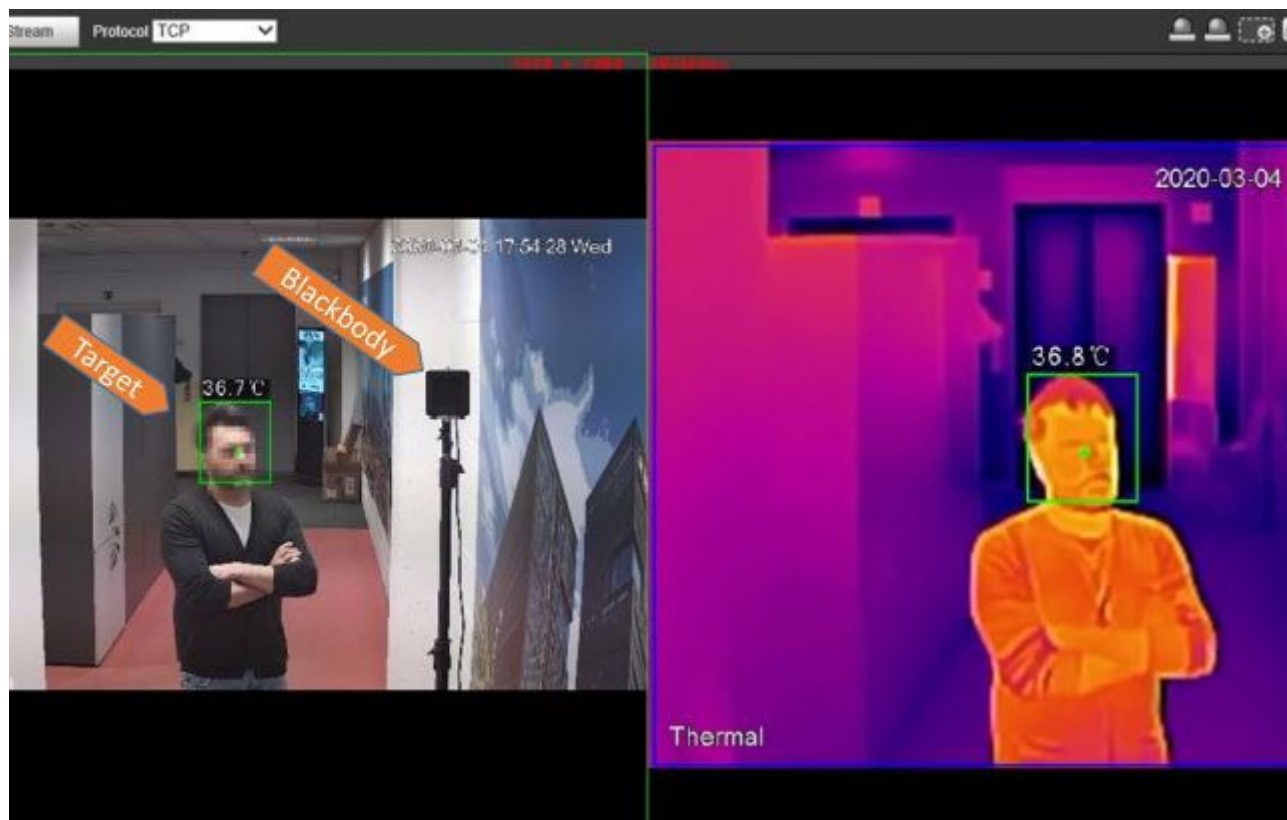 Stream
Protocol TCP
17:54:28 Wed
Blackbody
Target
36.7℃
2020-03-04
36.8℃
Thermal